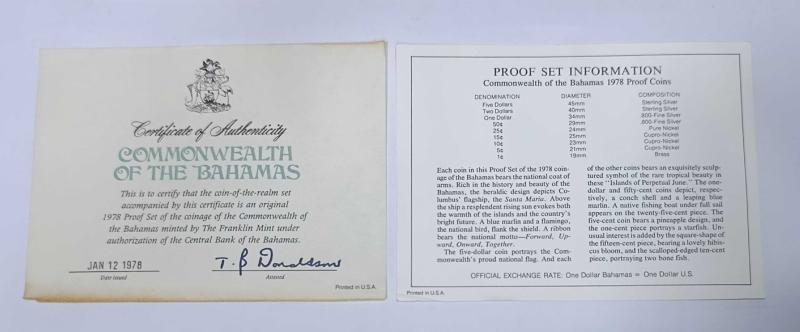 Certificate of Authenticity
COMMONWEALTH
OF THE BAHAMAS
This is to certify that the coin-of-the-realm set
accompanied by this certificate is an original
1978 Proof Set of the coinage of the Commonwealth of
the Bahamas minted by The Franklin Mint under
authorization of the Central Bank of the Bahamas.
JAN 12 1978
Date Issued
T. B Donaldson
Attested
Printed in U.S.A.
PROOF SET INFORMATION
Commonwealth of the Bahamas 1978 Proof Coins
DENOMINATION DIAMETER COMPOSITION
Five Dollars 45mm Sterling Silver
Two Dollars 40mm Sterling Silver
One Dollar 34mm .800-Fine Silver
50¢ 29mm .800-Fine Silver
25¢ 24mm Pure Nickel
15¢ 25mm Cupro-Nickel
10¢ 23mm Cupro-Nickel
5¢ 21mm Cupro-Nickel
1¢ 19mm Brass
Each coin in this Proof Set of the 1978 coin-
age of the Bahamas bears the national coat of
arms. Rich in the history and beauty of the
Bahamas, the heraldic design depicts Co-
lumbus' flagship, the Santa Maria. Above
the ship a resplendent rising sun evokes both
the warmth of the islands and the country's
bright future. A blue marlin and a flamingo,
the national bird, flank the shield. A ribbon
bears the national motto—Forward, Up-
ward, Onward, Together.
The five-dollar coin portrays the Com-
monwealth's proud national flag. And each
of the other coins bears an exquisitely sculp-
tured symbol of the rare tropical beauty in
these "Islands of Perpetual June." The one-
dollar and fifty-cent coins depict, respec-
tively, a conch shell and a leaping blue
marlin. A native fishing boat under full sail
appears on the twenty-five-cent piece. The
five-cent coin bears a pineapple design, and
the one-cent piece portrays a starfish. Un-
usual interest is added by the square-shape of
the fifteen-cent piece, bearing a lovely hibis-
cus bloom, and the scalloped-edged ten-cent
piece, portraying two bone fish.
OFFICIAL EXCHANGE RATE: One Dollar Bahamas = One Dollar U.S.
Printed in U.S.A.